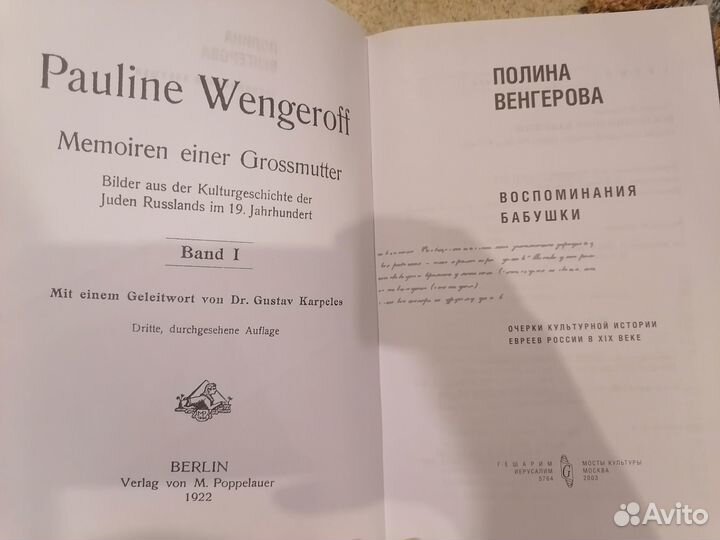 Pauline Wengeroff
Memoiren einer Grossmutter
Bilder aus der Kulturgeschichte der
Juden Russlands im 19. Jahrhundert
Band I
Mit einem Geleitwort von Dr. Gustav Karpeles
Dritte, durchgesehene Auflage
BERLIN
Verlag von M. Poppelauer
1922
ПОЛИНА
ВЕНГЕРОВА
ВОСПОМИНАНИЯ
БАБУШКИ
ОЧЕРКИ КУЛЬТУРНОЙ ИСТОРИИ
ЕВРЕЕВ РОССИИ В XIX ВЕКЕ
ГЕШАРИМ
ИЕРУСАЛИМ
5764
G
МОСТЫ КУЛЬТУРЫ
МОСКВА
2003
Avito